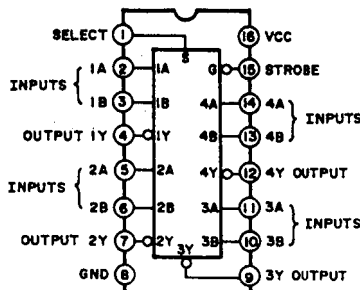 SELECT 1 16 VCC
S
1A 2 1A G 15 STROBE
INPUTS
1B 3 1B 4A 14 4A
INPUTS
OUTPUT 1Y 4 1Y 4B 13 4B
2A 5 2A 4Y 12 4Y OUTPUT
INPUTS
2B 6 2B 3A 11 3A
INPUTS
OUTPUT 2Y 7 2Y 3B 10 3B
3Y
GND 8 9 3Y OUTPUT